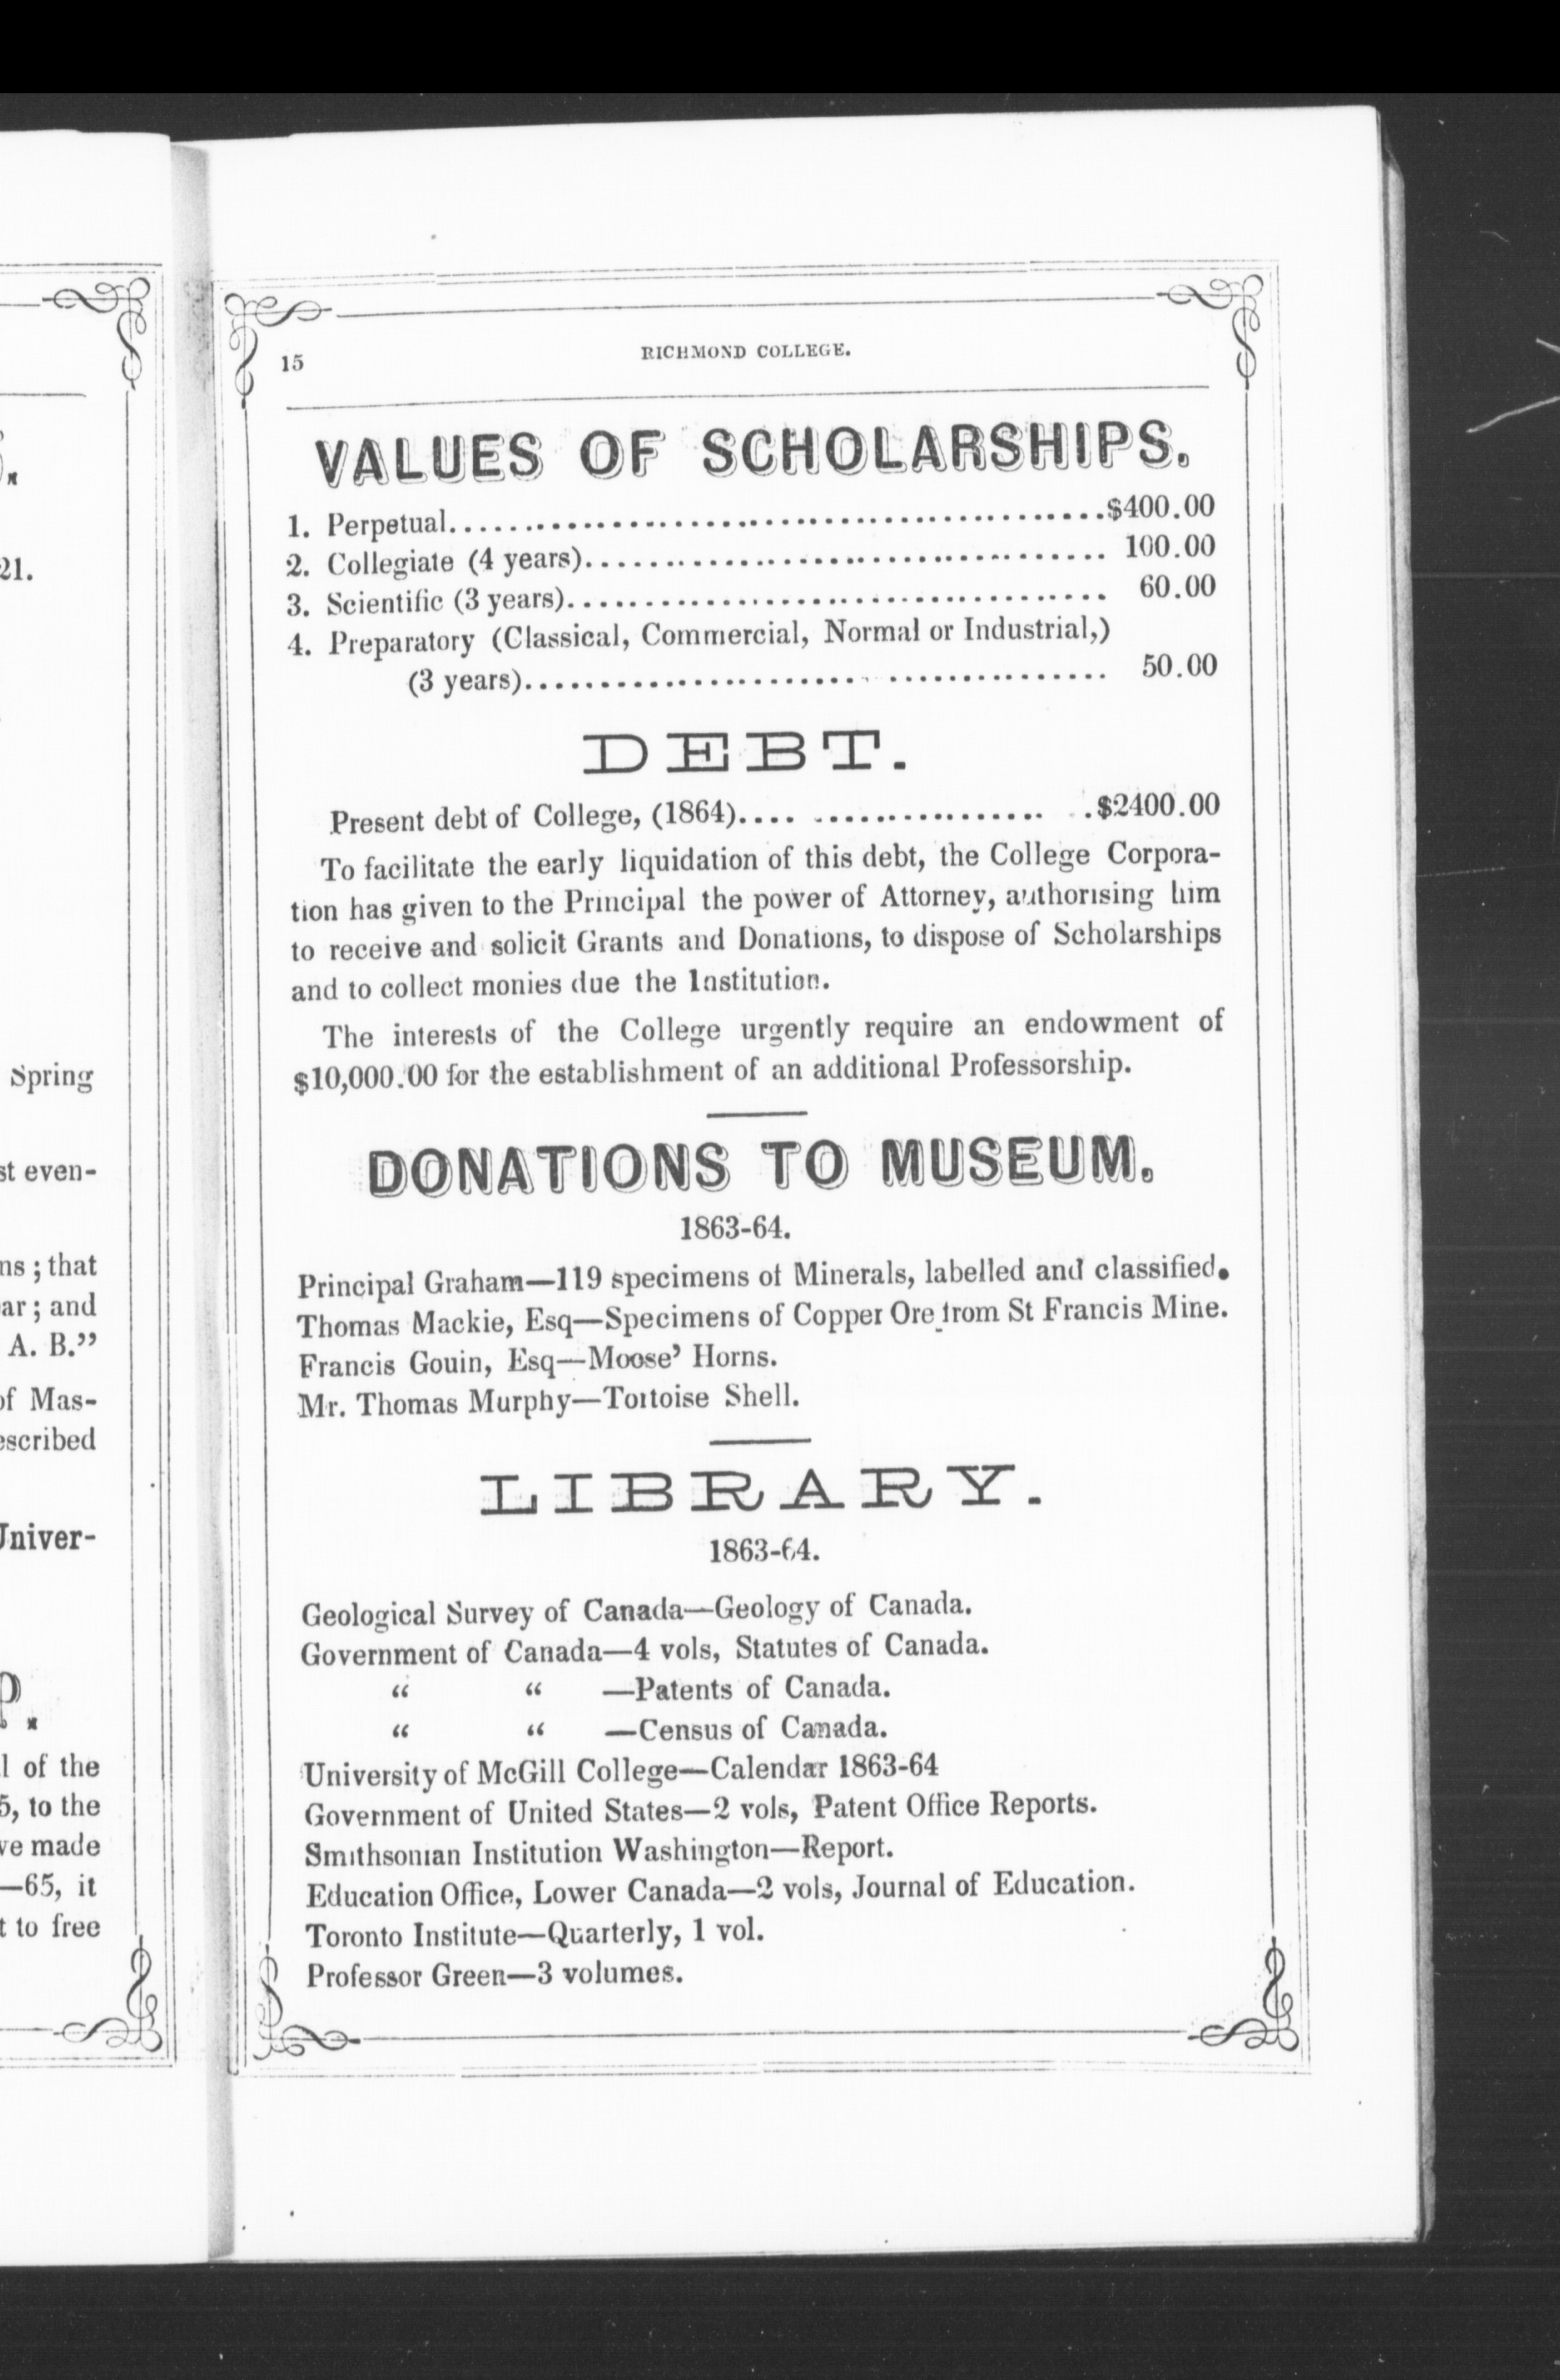 S.
21.
Spring
st even-
ns ; that
ar ; and
A. B.”
of Mas-
escribed
Univer-
P.
l of the
5, to the
ve made
—65, it
t to free
15
RICHMOND COLLEGE.
VALUES OF SCHOLARSHIPS.
1. Perpetual..............................................$400.00
2. Collegiate (4 years)................................... 100.00
3. Scientific (3 years)................................... 60.00
4. Preparatory (Classical, Commercial, Normal or Industrial,)
(3 years)..................................... 50.00
DEBT.
Present debt of College, (1864).... ................ .$2400.00
To facilitate the early liquidation of this debt, the College Corpora-
tion has given to the Principal the power of Attorney, authorising him
to receive and solicit Grants and Donations, to dispose of Scholarships
and to collect monies due the Institution.
The interests of the College urgently require an endowment of
$10,000.00 for the establishment of an additional Professorship.
DONATIONS TO MUSEUM.
1863-64.
Principal Graham—119 specimens of Minerals, labelled and classified.
Thomas Mackie, Esq—Specimens of Copper Ore from St Francis Mine.
Francis Gouin, Esq—Moose’ Horns.
Mr. Thomas Murphy—Tortoise Shell.
LIBRARY.
1863-64.
Geological Survey of Canada—Geology of Canada.
Government of Canada—4 vols, Statutes of Canada.
“ “ —Patents of Canada.
“ “ —Census of Canada.
University of McGill College—Calendar 1863-64
Government of United States—2 vols, Patent Office Reports.
Smithsonian Institution Washington—Report.
Education Office, Lower Canada—2 vols, Journal of Education.
Toronto Institute—Quarterly, 1 vol.
Professor Green—3 volumes.